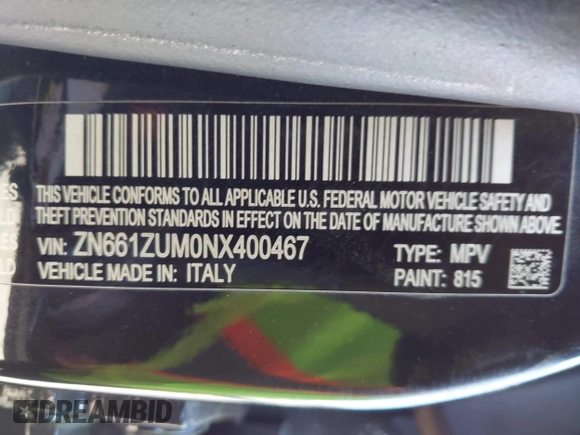 THIS VEHICLE CONFORMS TO ALL APPLICABLE U.S. FEDERAL MOTOR VEHICLE SAFETY AND
THEFT PREVENTION STANDARDS IN EFFECT ON THE DATE OF MANUFACTURE SHOWN ABOVE.
VIN: ZN661ZUM0NX400467 TYPE: MPV
VEHICLE MADE IN: ITALY PAINT: 815
DREAMBID